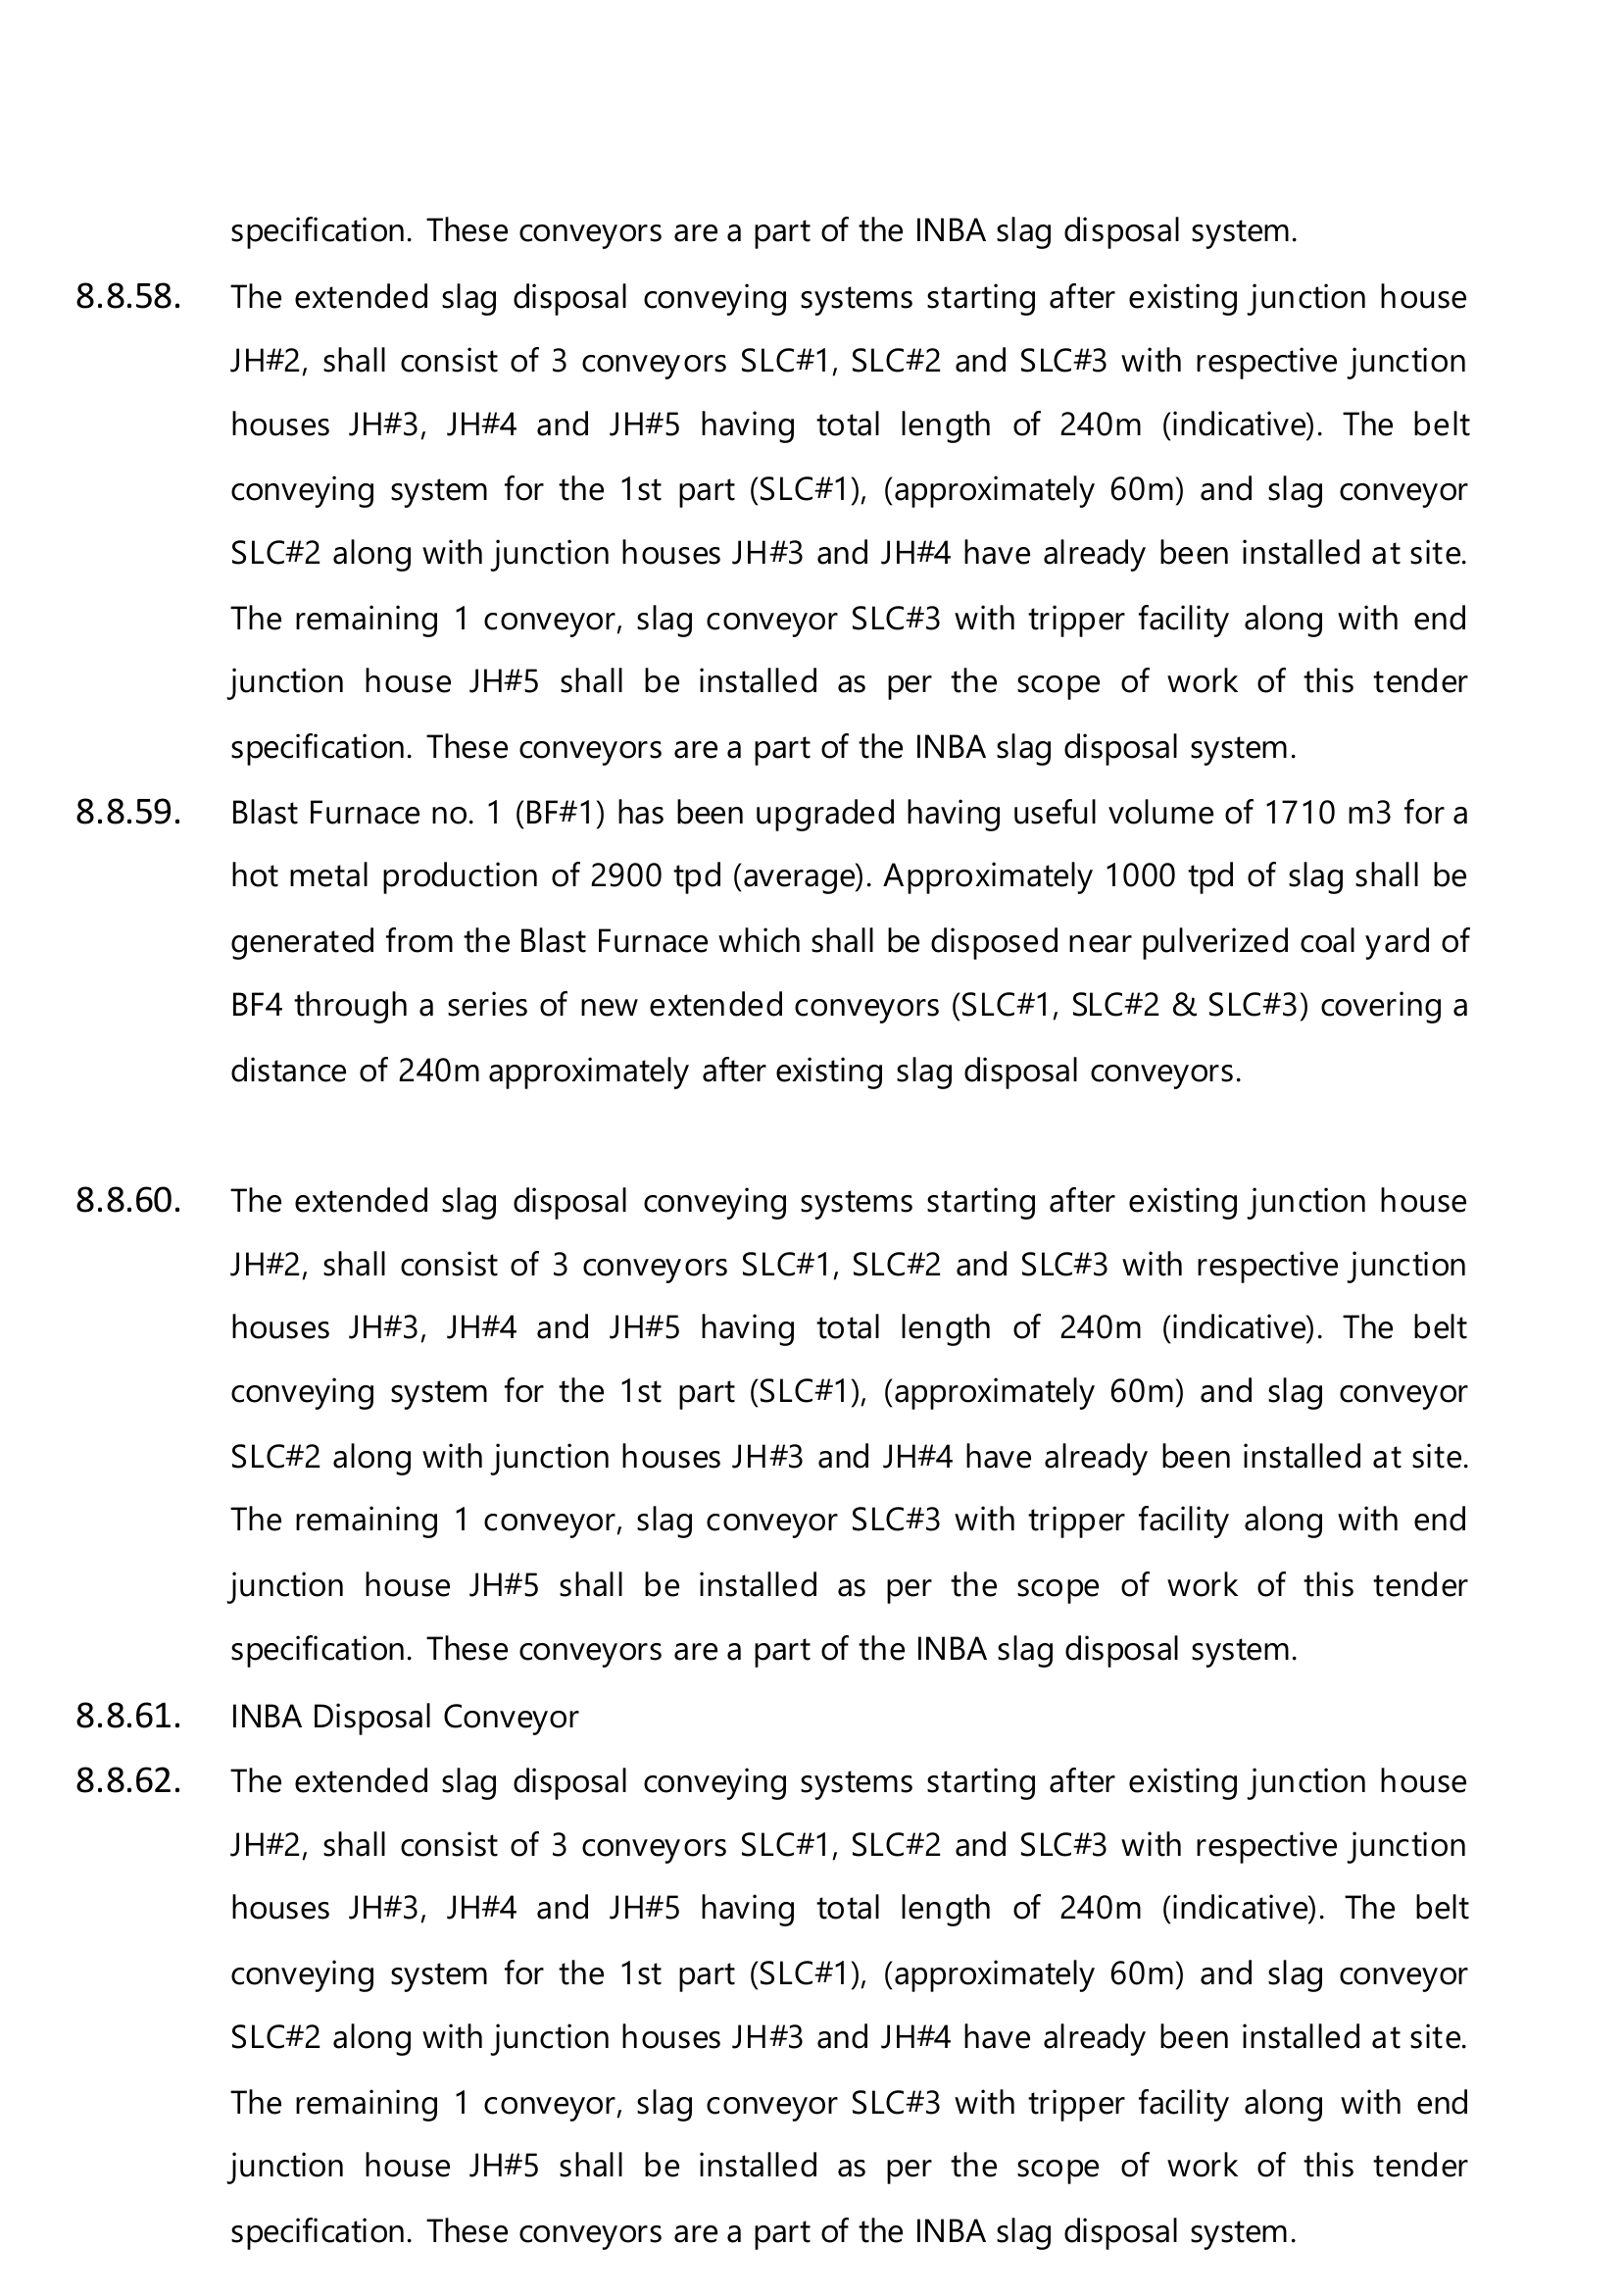 specification. These conveyors are a part of the INBA slag disposal system.
8.8.58. The extended slag disposal conveying systems starting after existing junction house
JH#2, shall consist of 3 conveyors SLC#1, SLC#2 and SLC#3 with respective junction
houses JH#3, JH#4 and JH#5 having total length of 240m (indicative). The belt
conveying system for the 1st part (SLC#1), (approximately 60m) and slag conveyor
SLC#2 along with junction houses JH#3 and JH#4 have already been installed at site.
The remaining 1 conveyor, slag conveyor SLC#3 with tripper facility along with end
junction house JH#5 shall be installed as per the scope of work of this tender
specification. These conveyors are a part of the INBA slag disposal system.
8.8.59. Blast Furnace no. 1 (BF#1) has been upgraded having useful volume of 1710 m3 for a
hot metal production of 2900 tpd (average). Approximately 1000 tpd of slag shall be
generated from the Blast Furnace which shall be disposed near pulverized coal yard of
BF4 through a series of new extended conveyors (SLC#1, SLC#2 & SLC#3) covering a
distance of 240m approximately after existing slag disposal conveyors.
8.8.60. The extended slag disposal conveying systems starting after existing junction house
JH#2, shall consist of 3 conveyors SLC#1, SLC#2 and SLC#3 with respective junction
houses JH#3, JH#4 and JH#5 having total length of 240m (indicative). The belt
conveying system for the 1st part (SLC#1), (approximately 60m) and slag conveyor
SLC#2 along with junction houses JH#3 and JH#4 have already been installed at site.
The remaining 1 conveyor, slag conveyor SLC#3 with tripper facility along with end
junction house JH#5 shall be installed as per the scope of work of this tender
specification. These conveyors are a part of the INBA slag disposal system.
8.8.61. INBA Disposal Conveyor
8.8.62. The extended slag disposal conveying systems starting after existing junction house
JH#2, shall consist of 3 conveyors SLC#1, SLC#2 and SLC#3 with respective junction
houses JH#3, JH#4 and JH#5 having total length of 240m (indicative). The belt
conveying system for the 1st part (SLC#1), (approximately 60m) and slag conveyor
SLC#2 along with junction houses JH#3 and JH#4 have already been installed at site.
The remaining 1 conveyor, slag conveyor SLC#3 with tripper facility along with end
junction house JH#5 shall be installed as per the scope of work of this tender
specification. These conveyors are a part of the INBA slag disposal system.